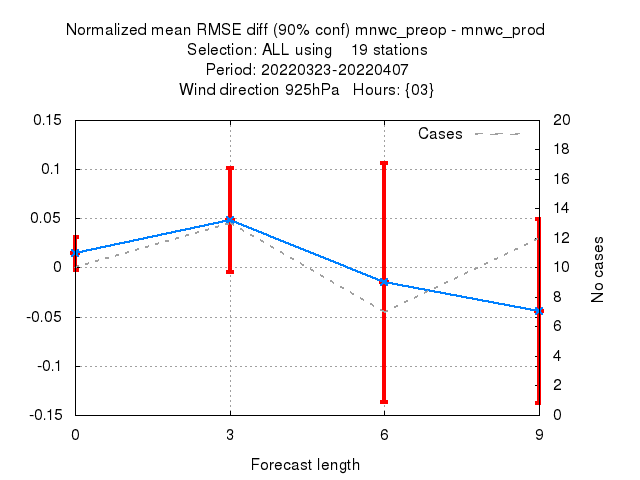 Normalized mean RMSE diff (90% conf) mnwc_preop - mnwc_prod
Selection: ALL using    19 stations
Period: 20220323-20220407
Wind direction 925hPa   Hours: {03}
Cases
0.15
0.1
0.05
0
-0.05
-0.1
-0.15
20
18
16
14
12
10
8
6
4
2
0
No cases
0 3 6 9
Forecast length